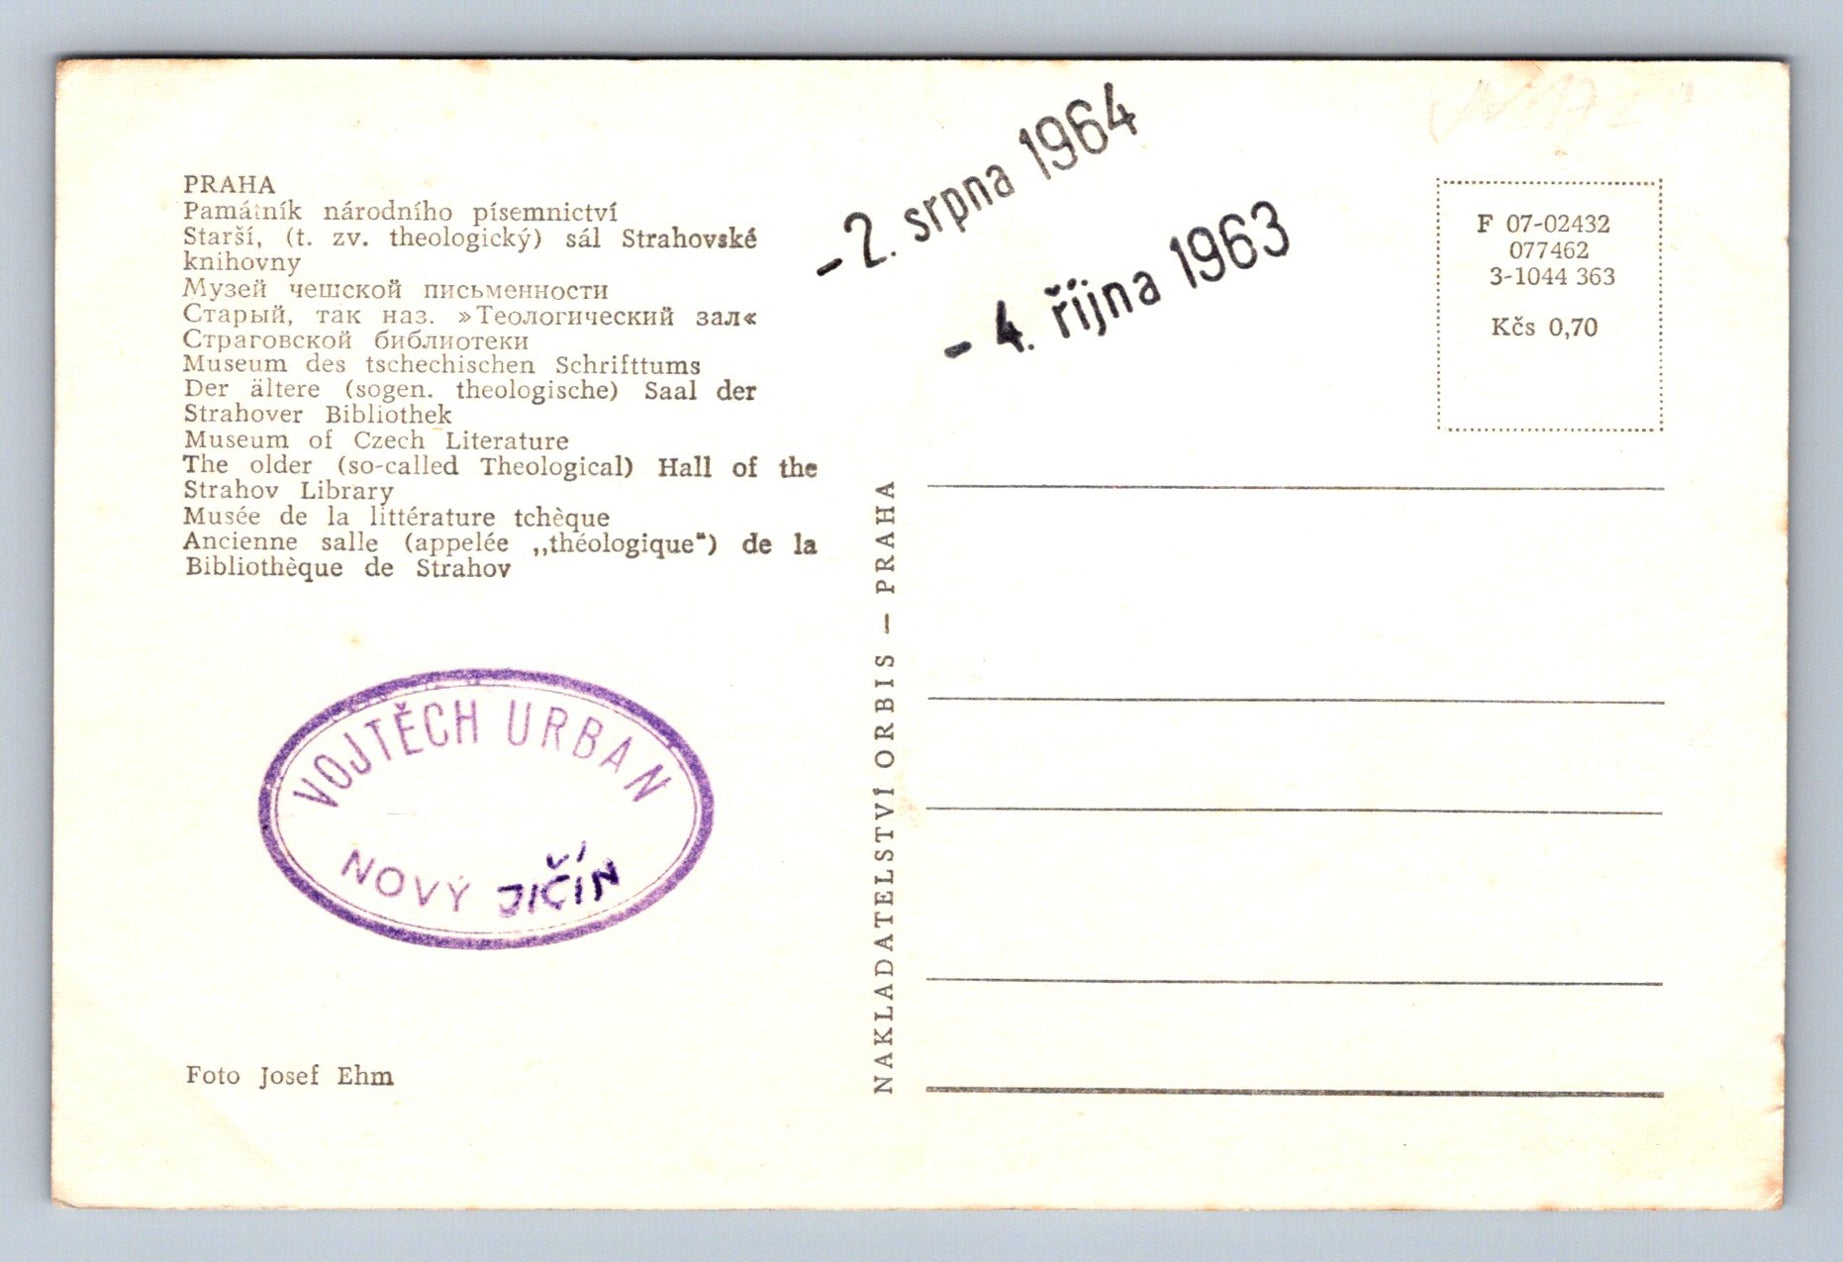 PRAHA
Památník národního písemnictví
Starší, (t. zv. theologický) sál Strahovské
knihovny
Музей чешской письменности
Старый, так наз. »Теологический зал«
Страговской библиотеки
Museum des tschechischen Schrifttums
Der ältere (sogen. theologische) Saal der
Strahover Bibliothek
Museum of Czech Literature
The older (so-called Theological) Hall of the
Strahov Library
Musée de la littérature tchèque
Ancienne salle (appelée ,,théologique“) de la
Bibliothèque de Strahov
VOJTĚCH URBAN
NOVÝ JIČÍN
Foto Josef Ehm
NAKLADATELSTVÍ ORBIS – PRAHA
- 2. srpna 1964
- 4. října 1963
F 07-02432
077462
3-1044 363
Kčs 0,70